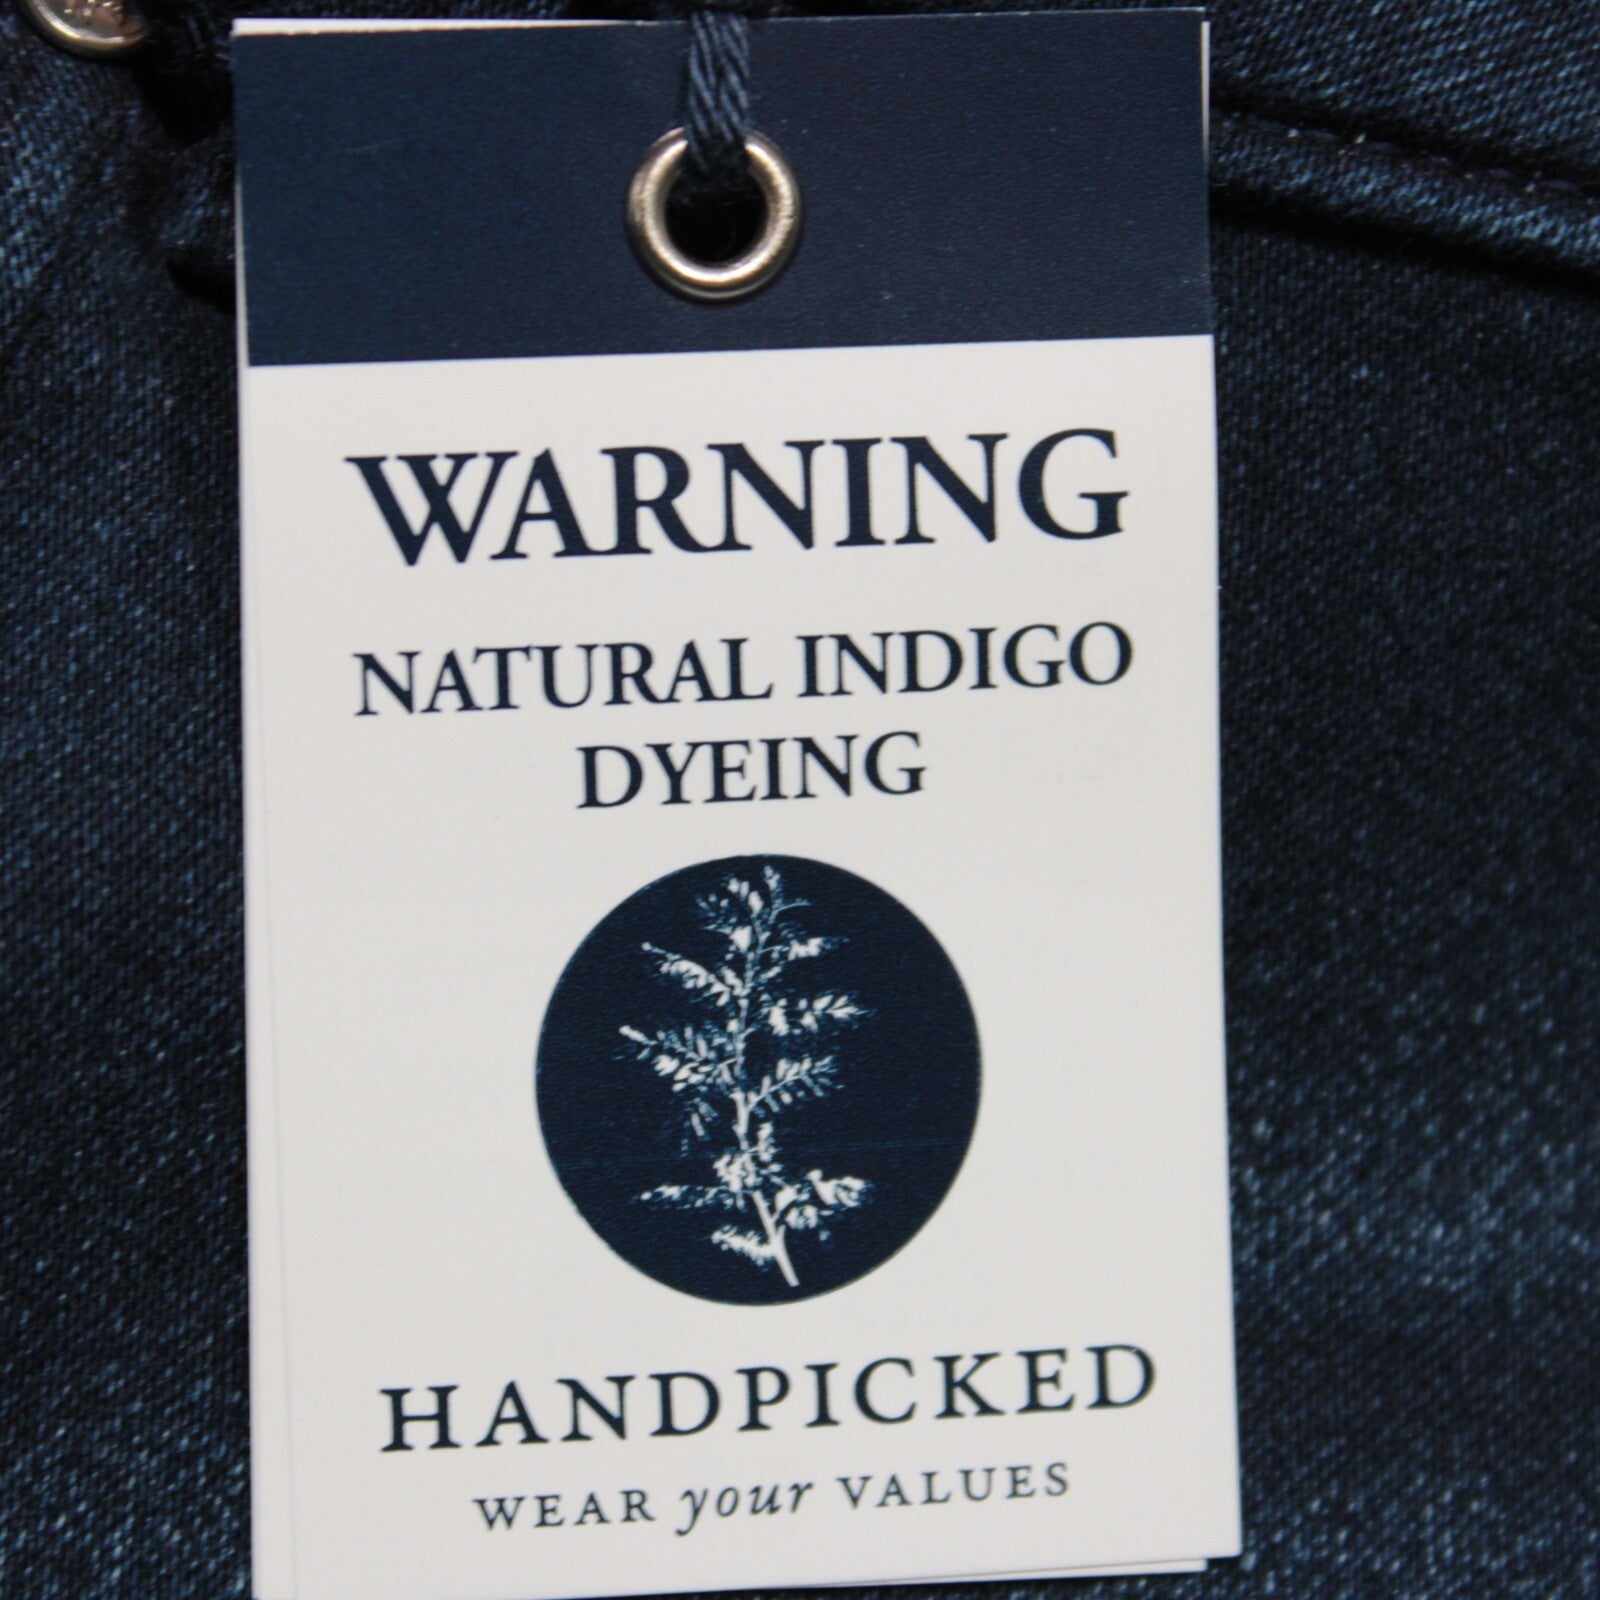 WARNING
NATURAL INDIGO
DYEING
HANDPICKED
WEAR your VALUES